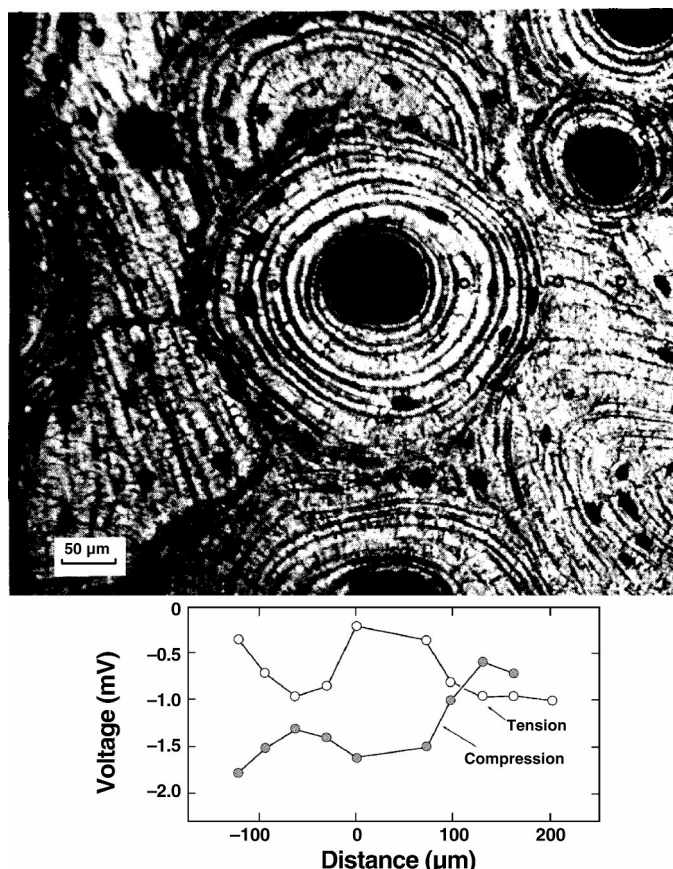 50 µm
0
−0.5
−1.0
−1.5
−2.0
Voltage (mV)
Tension
Compression
−100
0
100
200
Distance (µm)